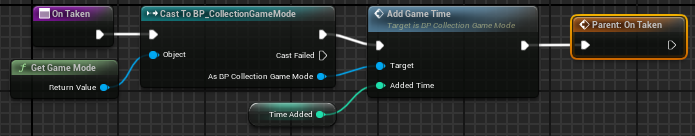 On Taken
Cast To BP_CollectionGameMode
Object
Cast Failed
As BP Collection Game Mode
Get Game Mode
Return Value
Time Added
Add Game Time
Target is BP Collection Game Mode
Target
Added Time
Parent: On Taken